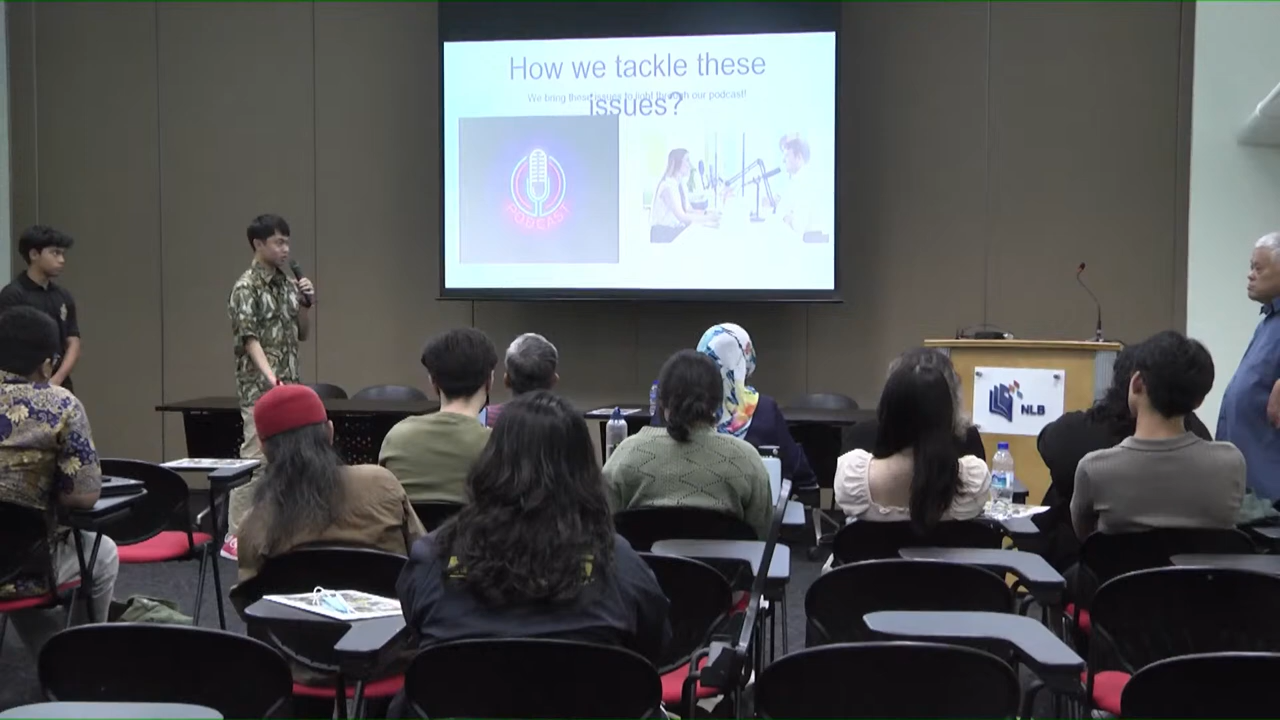 How we tackle these
We bring these issues to light through our podcast!
issues?
PODCAST
NLB